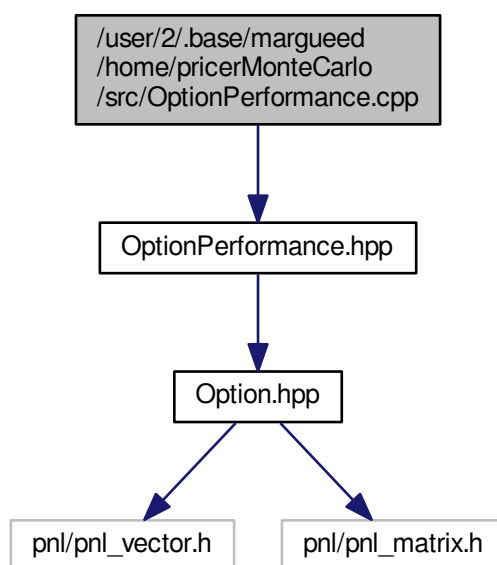 /user/2/.base/margueed
/home/pricerMonteCarlo
/src/OptionPerformance.cpp
OptionPerformance.hpp
Option.hpp
pnl/pnl_vector.h
pnl/pnl_matrix.h